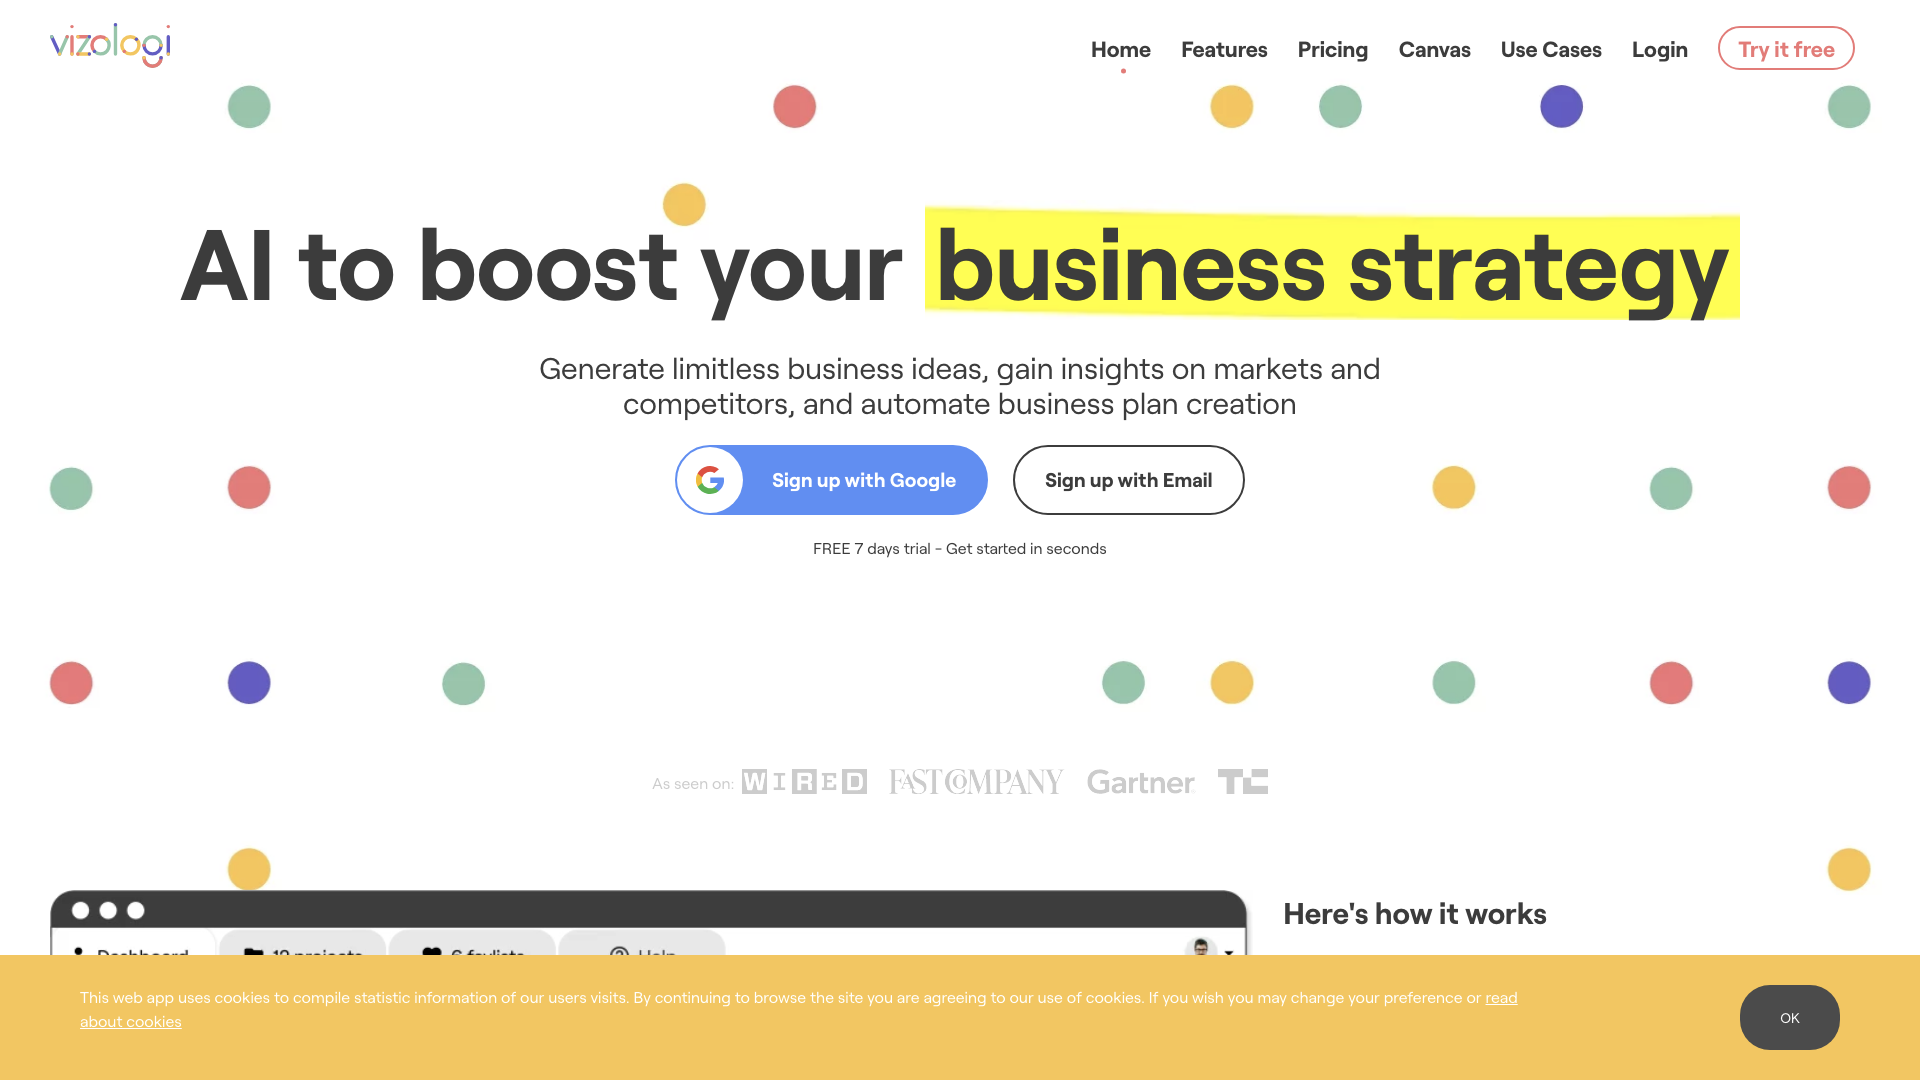 vizologi
Home
Features
Pricing
Canvas
Use Cases
Login
Try it free
AI to boost your business strategy
Generate limitless business ideas, gain insights on markets and
competitors, and automate business plan creation
Sign up with Google
Sign up with Email
FREE 7 days trial - Get started in seconds
As seen on: WIRED FAST COMPANY Gartner TC
Here's how it works
Dashboard
12 projects
6 favlists
Help
This web app uses cookies to compile statistic information of our users visits. By continuing to browse the site you are agreeing to our use of cookies. If you wish you may change your preference or read
about cookies
OK